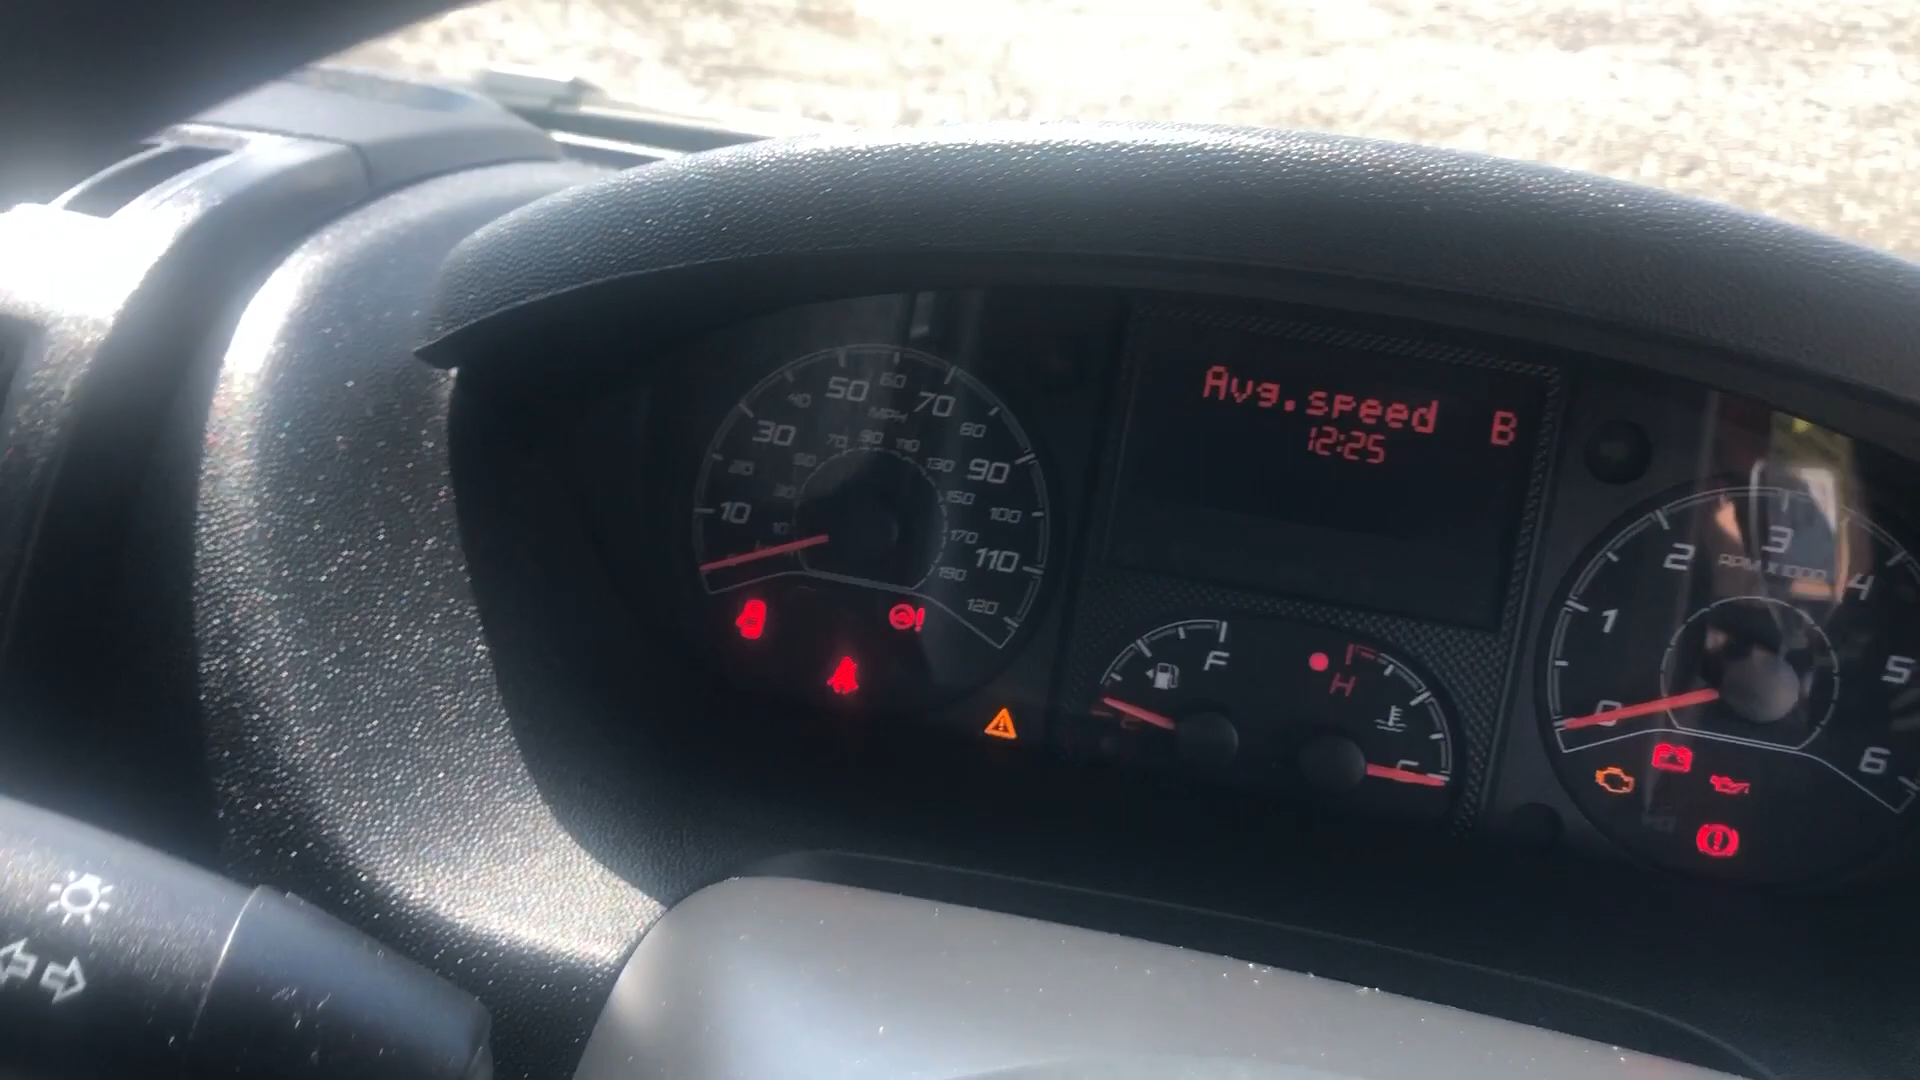 50 60 70
40 MPH 80
30 70 90 110 90
20 50 130
30 150 100
10 10 170 110
190 120
Avg.speed B
12:25
F
H
C
2 3 4
RPM X 1000
1 5
0 6